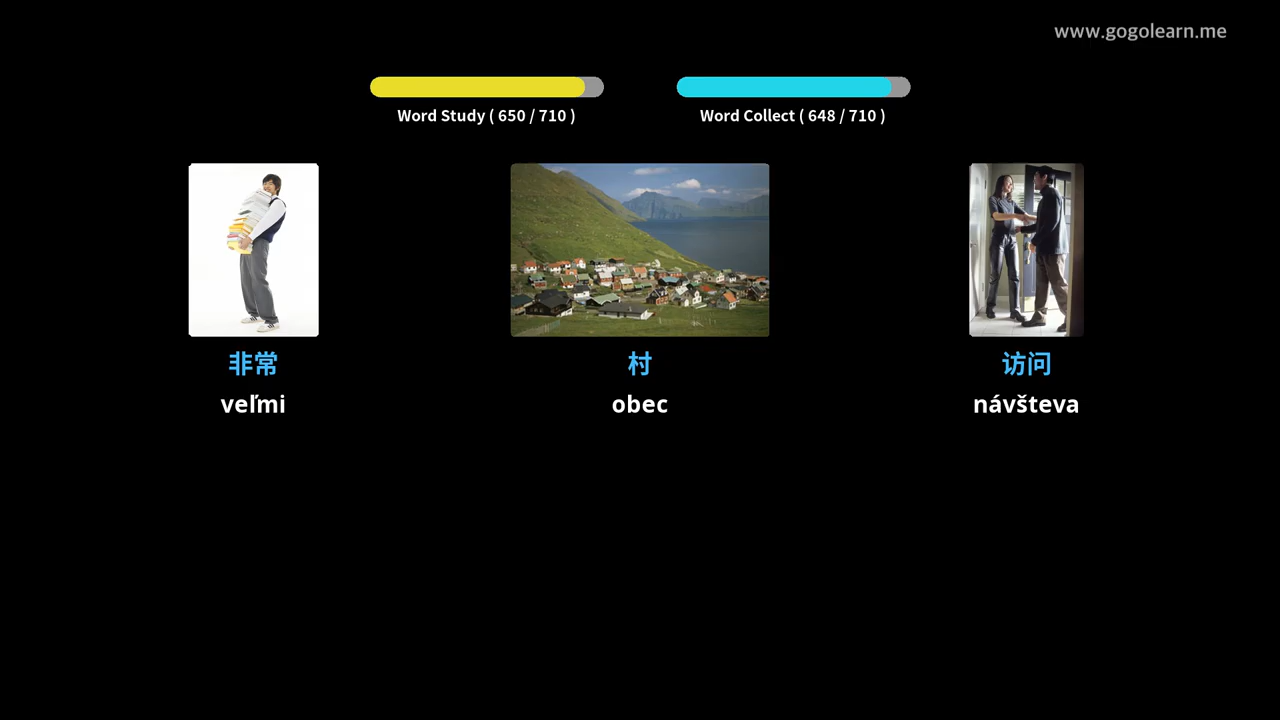 www.gogolearn.me
Word Study ( 650 / 710 )
Word Collect ( 648 / 710 )
非常
村
访问
veľmi
obec
návšteva